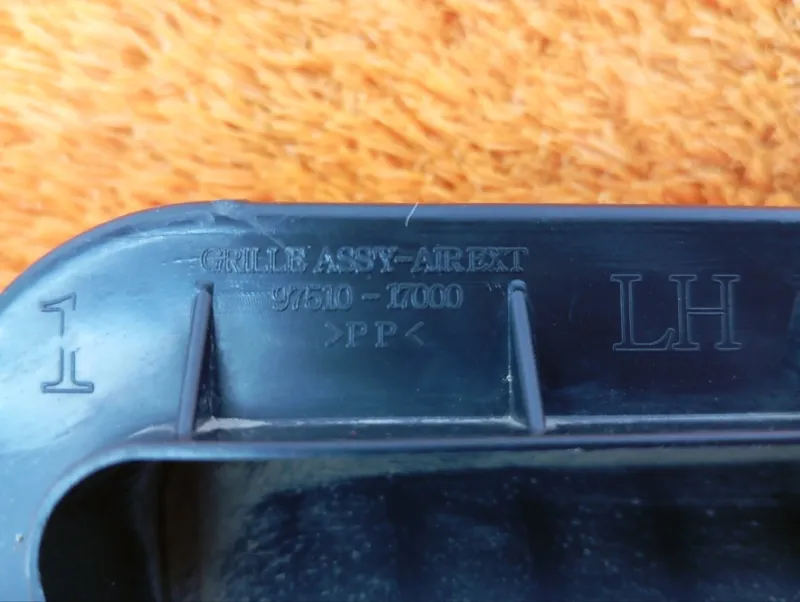 GRILLE ASSY-AIR EXT
97510-17000
>PP<
1
LH